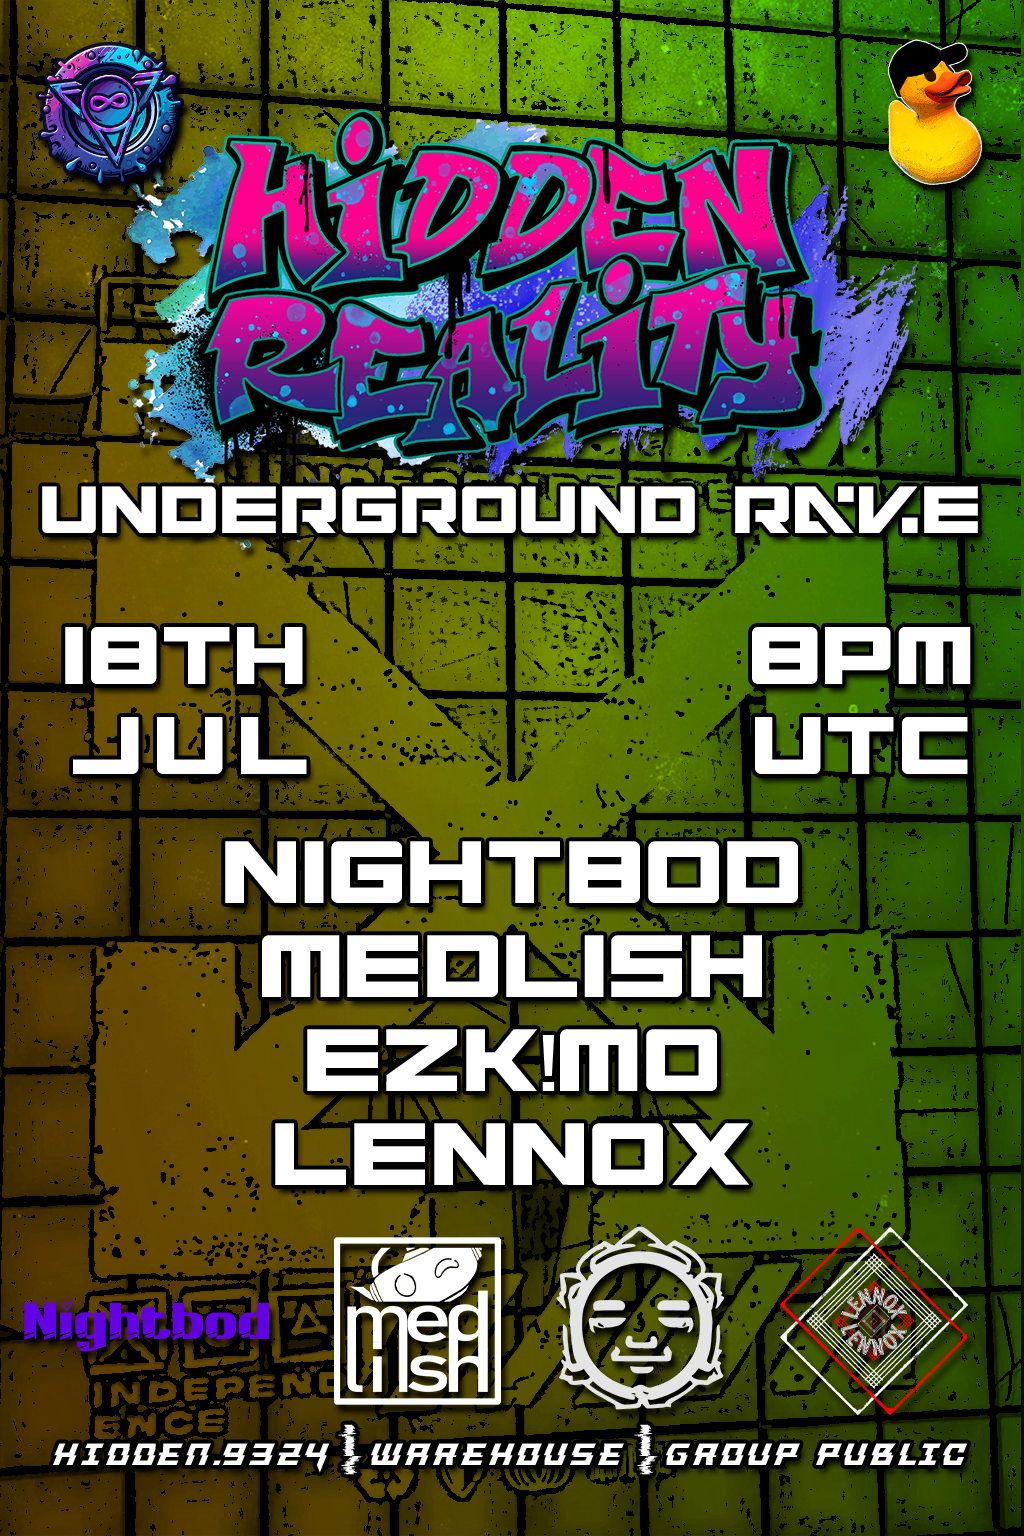 HiDDEN
REALiTY
UNDERGROUND RAVE
18TH
JUL
8PM
UTC
NIGHTBOD
MEDLISH
EZK!MO
LENNOX
Nightbod
med
lish
LENNOX
LENNOX
INDEPEND
ENCE
HIDDEN.9324 | WAREHOUSE | GROUP PUBLIC